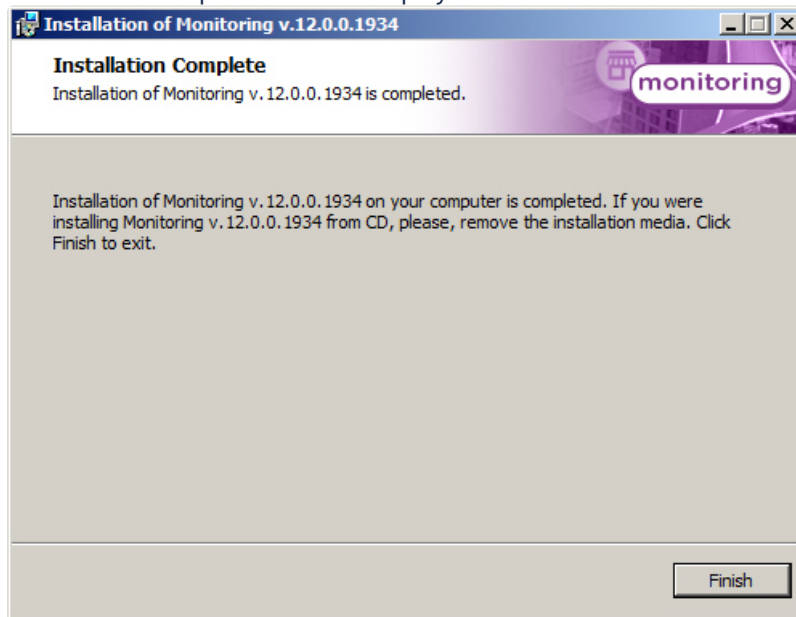 Installation of Monitoring v.12.0.0.1934
Installation Complete
Installation of Monitoring v.12.0.0.1934 is completed.
monitoring
Installation of Monitoring v.12.0.0.1934 on your computer is completed. If you were
installing Monitoring v.12.0.0.1934 from CD, please, remove the installation media. Click
Finish to exit.
Finish